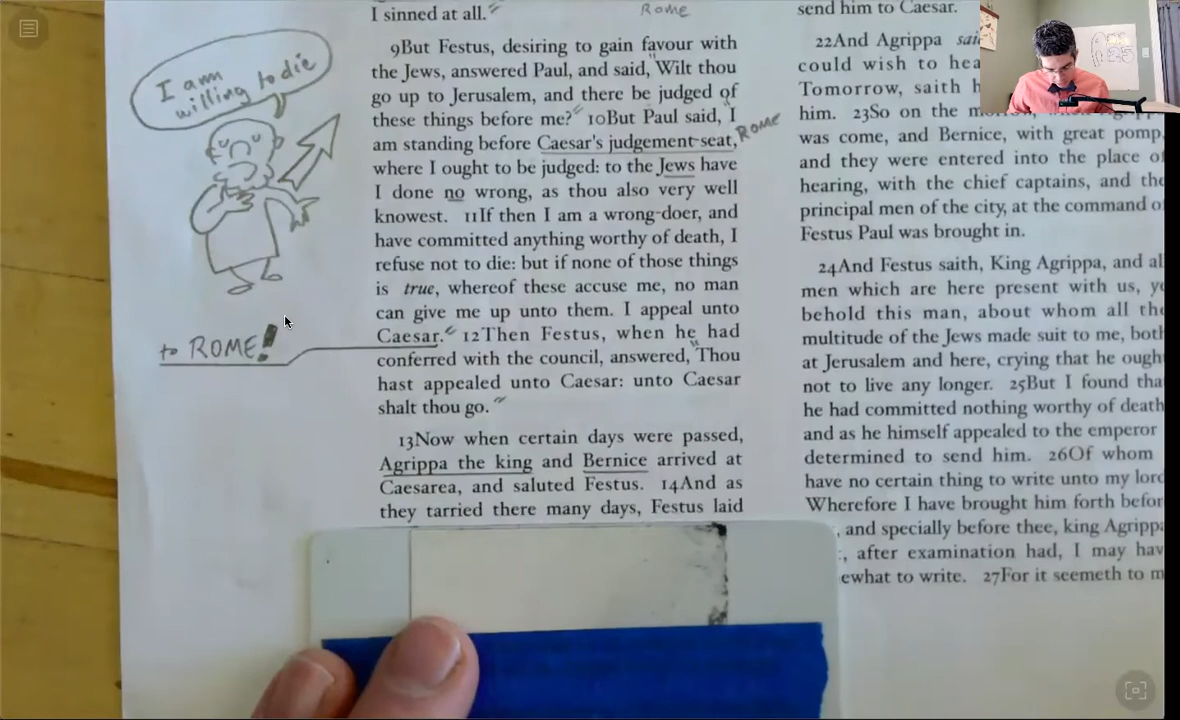 I am
willing to die
to ROME!
I sinned at all."
Rome
9But Festus, desiring to gain favour with
the Jews, answered Paul, and said, "Wilt thou
go up to Jerusalem, and there be judged of
these things before me?" 10But Paul said, "I
am standing before Caesar's judgement-seat,
ROME
where I ought to be judged: to the Jews have
I done no wrong, as thou also very well
knowest. 11If then I am a wrong-doer, and
have committed anything worthy of death, I
refuse not to die: but if none of those things
is true, whereof these accuse me, no man
can give me up unto them. I appeal unto
Caesar." 12Then Festus, when he had
conferred with the council, answered, "Thou
hast appealed unto Caesar: unto Caesar
shalt thou go."
13Now when certain days were passed,
Agrippa the king and Bernice arrived at
Caesarea, and saluted Festus. 14And as
they tarried there many days, Festus laid
send him to Caesar.
22And Agrippa
could wish to
Tomorrow, saith
him. 23So on the
was come, and Bernice, with great pomp,
and they were entered into the place of
hearing, with the chief captains, and the
principal men of the city, at the command of
Festus Paul was brought in.
24And Festus saith, King Agrippa, and
men which are here present with us,
behold this man, about whom all the
multitude of the Jews made suit to me, both
at Jerusalem and here, crying that he
not to live any longer. 25But I found
he had committed nothing worthy of death
and as he himself appealed to the emperor
determined to send him. 26Of whom
have no certain thing to write unto my lord
Wherefore I have brought him forth
, and specially before thee, king Agrippa
, after examination had, I may
ewhat to write. 27For it seemeth to